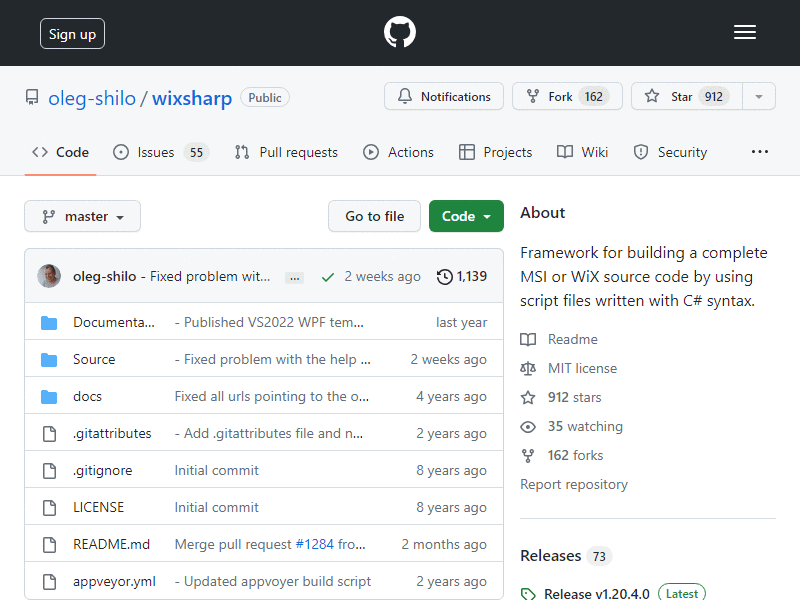 Sign up
oleg-shilo / wixsharp Public
Notifications Fork 162 Star 912
Code Issues 55 Pull requests Actions Projects Wiki Security ...
master Go to file Code
About
Framework for building a complete
MSI or WiX source code by using
script files written with C# syntax.
oleg-shilo - Fixed problem wit... ... 2 weeks ago 1,139
Documenta... - Published VS2022 WPF tem... last year
Source - Fixed problem with the help ... 2 weeks ago
docs Fixed all urls pointing to the o... 4 years ago
.gitattributes - Add .gitattributes file and n... 2 years ago
.gitignore Initial commit 8 years ago
LICENSE Initial commit 8 years ago
README.md Merge pull request #1284 fro... 2 months ago
appveyor.yml - Updated appvoyer build script 2 years ago
Readme
MIT license
912 stars
35 watching
162 forks
Report repository
Releases 73
Release v1.20.4.0 Latest